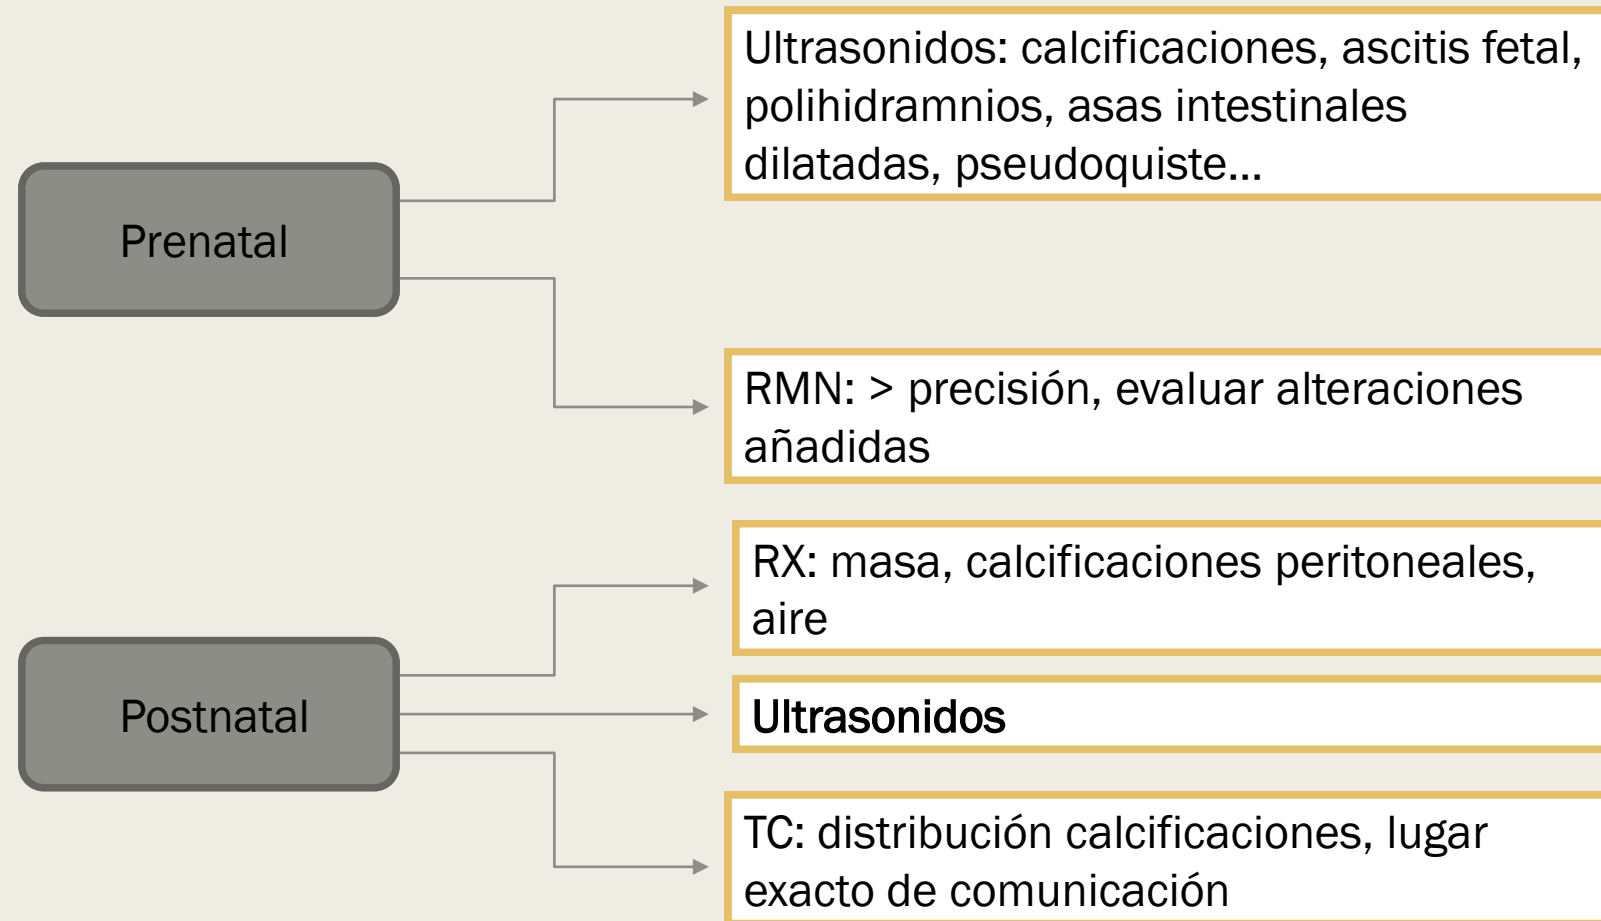 Prenatal
Ultrasonidos: calcificaciones, ascitis fetal,
polihidramnios, asas intestinales
dilatadas, pseudoquiste...
RMN: > precisión, evaluar alteraciones
añadidas
Postnatal
RX: masa, calcificaciones peritoneales,
aire
Ultrasonidos
TC: distribución calcificaciones, lugar
exacto de comunicación